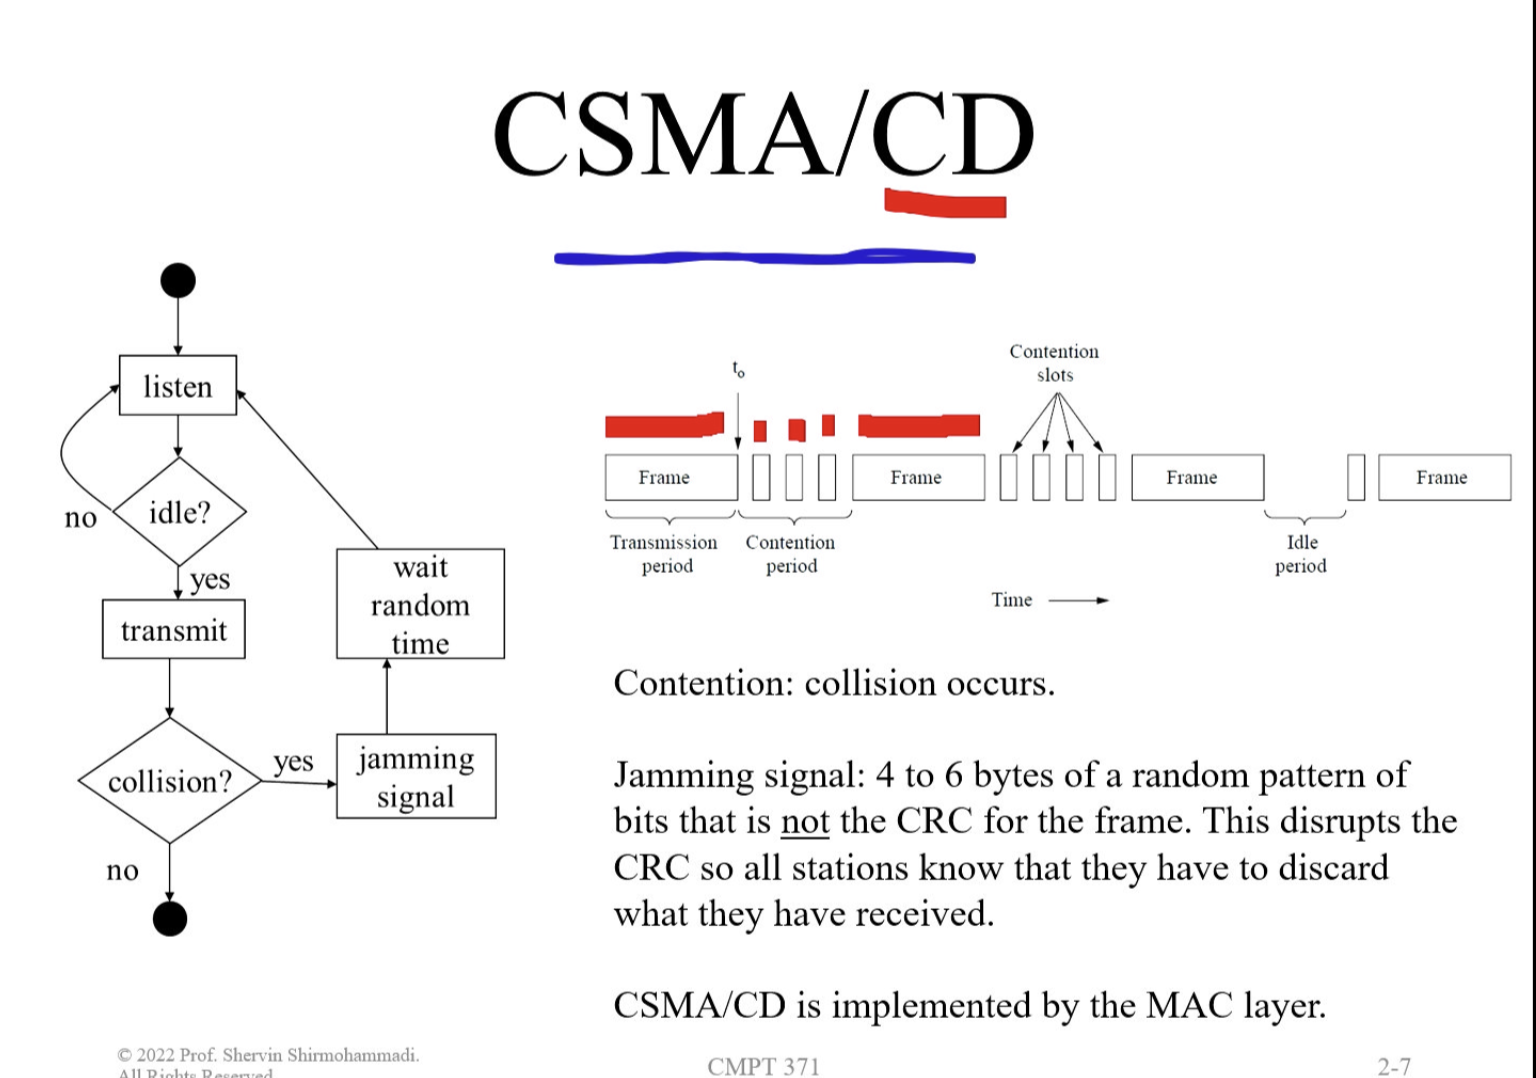 CSMA/CD
listen
idle?
no
yes
transmit
collision?
yes
no
jamming
signal
wait
random
time
t₀
Contention
slots
Frame
Frame
Frame
Frame
Transmission
period
Contention
period
Idle
period
Time
Contention: collision occurs.
Jamming signal: 4 to 6 bytes of a random pattern of
bits that is not the CRC for the frame. This disrupts the
CRC so all stations know that they have to discard
what they have received.
CSMA/CD is implemented by the MAC layer.
© 2022 Prof. Shervin Shirmohammadi.
All Rights Reserved
CMPT 371
2-7